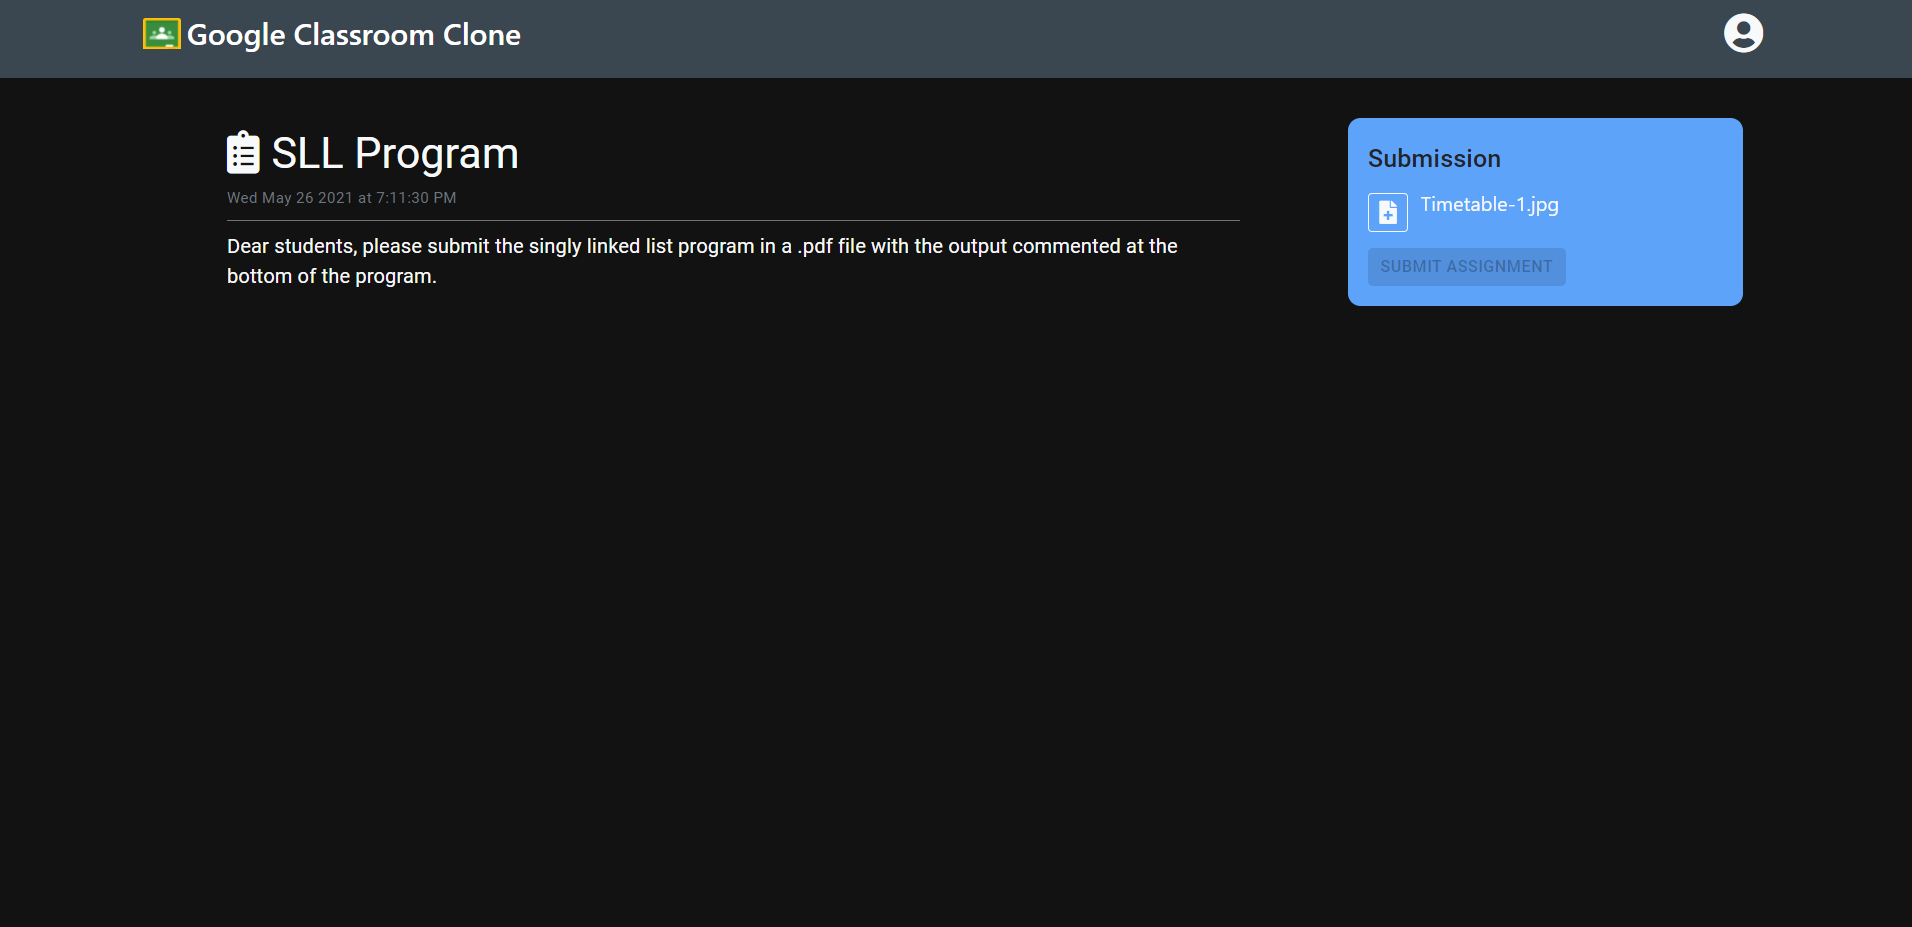 Google Classroom Clone
SLL Program
Wed May 26 2021 at 7:11:30 PM
Dear students, please submit the singly linked list program in a .pdf file with the output commented at the
bottom of the program.
Submission
Timetable-1.jpg
SUBMIT ASSIGNMENT